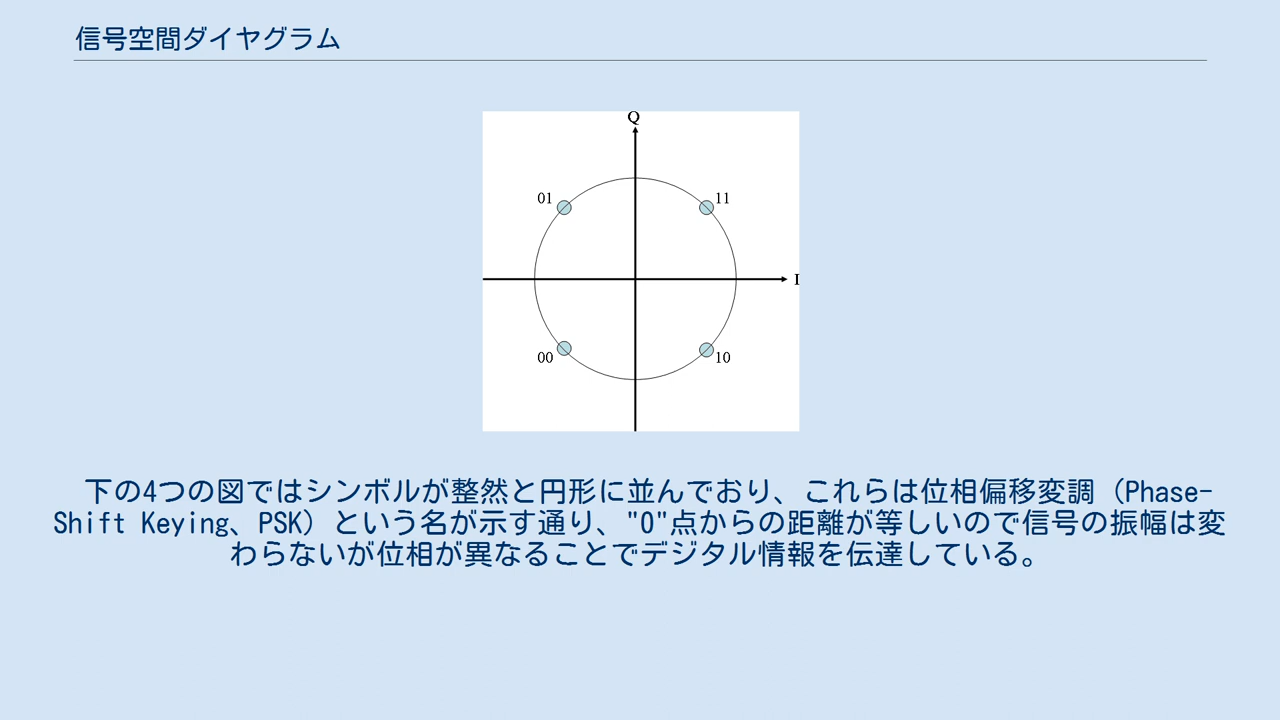 信号空間ダイヤグラム
Q
01
11
I
00
10
下の4つの図ではシンボルが整然と円形に並んでおり、これらは位相偏移変調（Phase-
Shift Keying、PSK）という名が示す通り、"0"点からの距離が等しいので信号の振幅は変
わらないが位相が異なることでデジタル情報を伝達している。